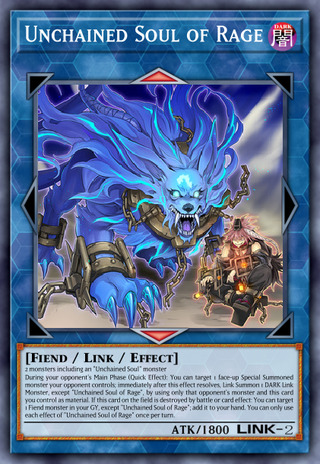 UNCHAINED SOUL OF RAGE
DARK
闇
[FIEND / LINK / EFFECT]
2 monsters including an "Unchained Soul" monster
During your opponent's Main Phase (Quick Effect): You can target 1 face-up Special Summoned
monster your opponent controls; immediately after this effect resolves, Link Summon 1 DARK Link
Monster, except "Unchained Soul of Rage", by using only that opponent's monster and this card
you control as material. If this card on the field is destroyed by battle or card effect: You can target
1 Fiend monster in your GY, except "Unchained Soul of Rage"; add it to your hand. You can only use
each effect of "Unchained Soul of Rage" once per turn.
ATK/1800 LINK-2